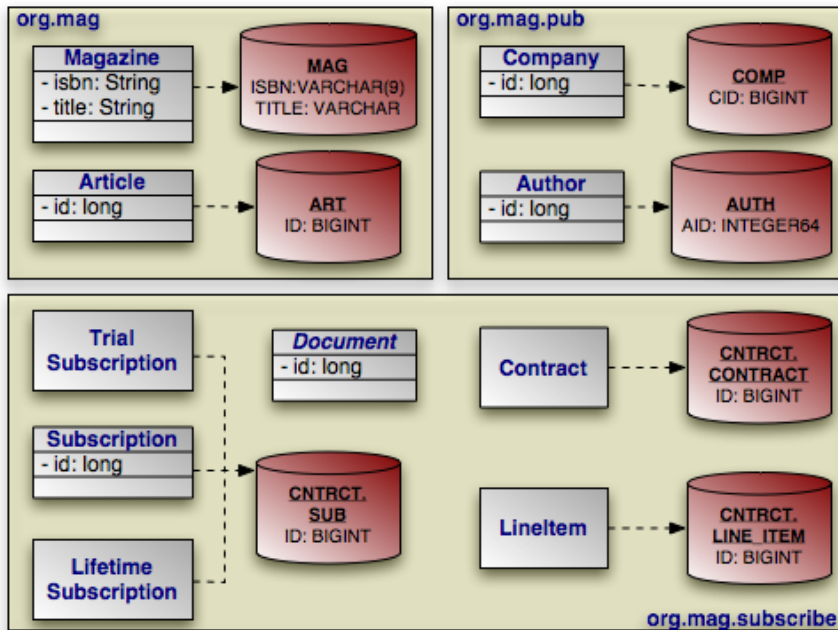 org.mag
Magazine
- isbn: String
- title: String
MAG
ISBN:VARCHAR(9)
TITLE: VARCHAR
Article
- id: long
ART
ID: BIGINT
org.mag.pub
Company
- id: long
COMP
CID: BIGINT
Author
- id: long
AUTH
AID: INTEGER64
Trial
Subscription
Document
- id: long
Contract
CNTRCT.
CONTRACT
ID: BIGINT
Subscription
- id: long
CNTRCT.
SUB
ID: BIGINT
LineItem
CNTRCT.
LINE_ITEM
ID: BIGINT
Lifetime
Subscription
org.mag.subscribe